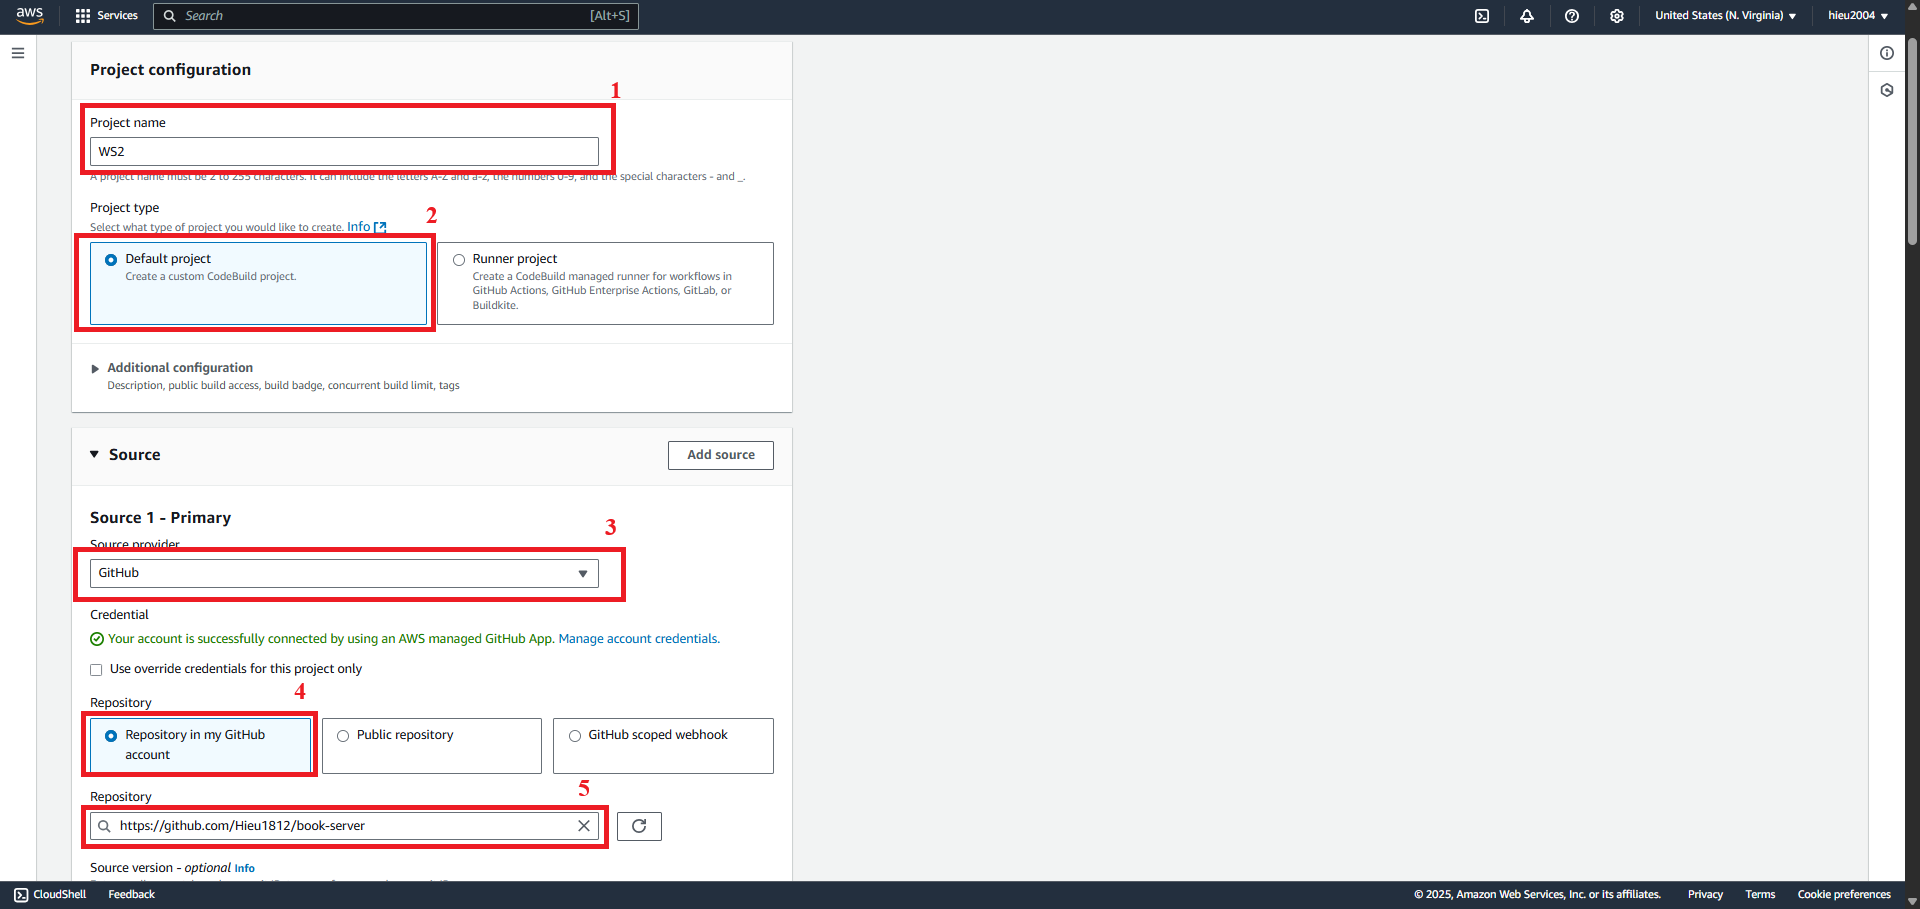 aws
Services
Search
[Alt+S]
United States (N. Virginia)
hieu2004
Project configuration
1
Project name
WS2
A project name must be 2 to 255 characters. It can include the letters A-Z and a-z, the numbers 0-9, and the special characters - and _.
Project type
2
Select what type of project you would like to create. Info
Default project
Create a custom CodeBuild project.
Runner project
Create a CodeBuild managed runner for workflows in
GitHub Actions, GitHub Enterprise Actions, GitLab, or
Buildkite.
Additional configuration
Description, public build access, build badge, concurrent build limit, tags
Source
Add source
Source 1 - Primary
3
Source provider
GitHub
Credential
Your account is successfully connected by using an AWS managed GitHub App. Manage account credentials.
Use override credentials for this project only
4
Repository
Repository in my GitHub
account
Public repository
GitHub scoped webhook
5
Repository
https://github.com/Hieu1812/book-server
Source version - optional Info
CloudShell
Feedback
© 2025, Amazon Web Services, Inc. or its affiliates.
Privacy
Terms
Cookie preferences